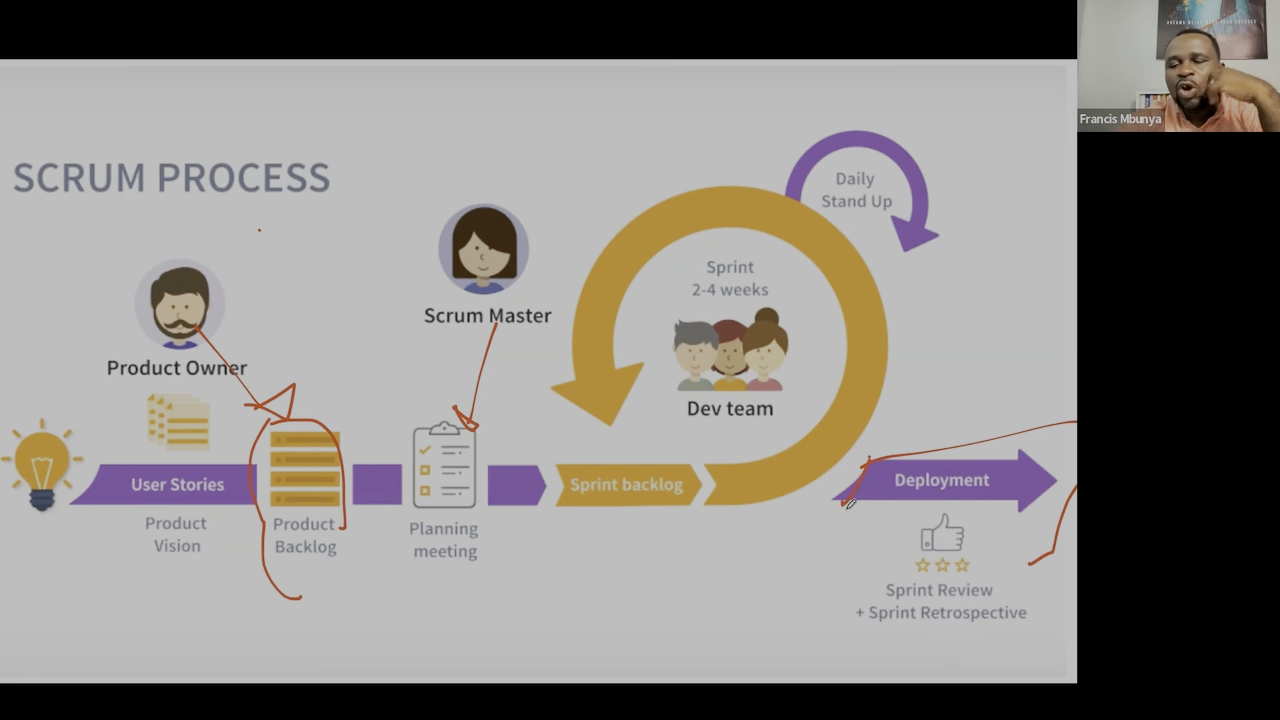 SCRUM PROCESS
Daily
Stand Up
Sprint
2-4 weeks
Scrum Master
Product Owner
Dev team
User Stories
Sprint backlog
Deployment
Product
Vision
Product
Backlog
Planning
meeting
Sprint Review
+ Sprint Retrospective
Francis Mbunya